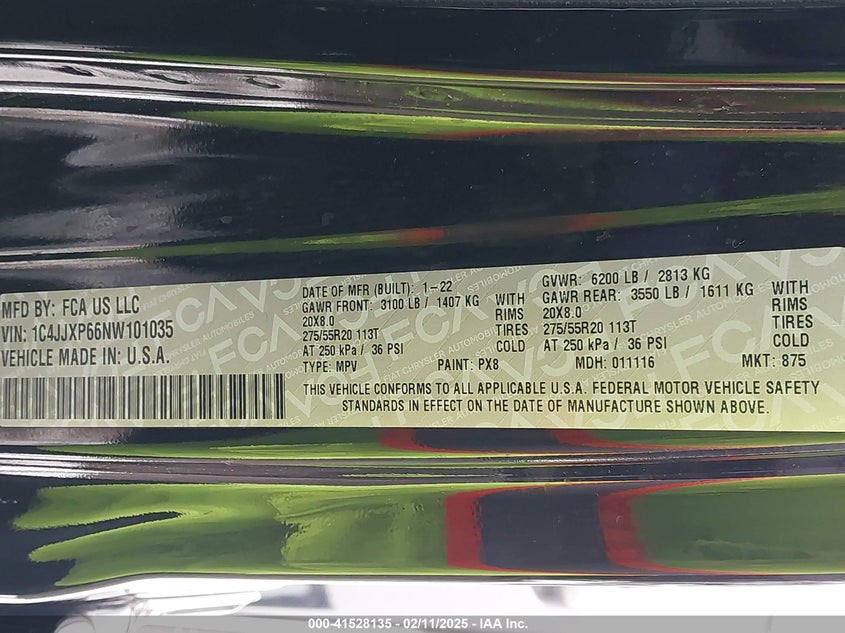 MFD BY: FCA US LLC
VIN: 1C4JJXP66NW101035
VEHICLE MADE IN: U.S.A.
DATE OF MFR (BUILT): 1-22
GAWR FRONT: 3100 LB / 1407 KG WITH
20X8.0 RIMS
275/55R20 113T TIRES
AT 250 kPa / 36 PSI COLD
TYPE: MPV PAINT: PX8
GVWR: 6200 LB / 2813 KG
GAWR REAR: 3550 LB / 1611 KG WITH
20X8.0 RIMS
275/55R20 113T TIRES
AT 250 kPa / 36 PSI COLD
MDH: 011116 MKT: 875
THIS VEHICLE CONFORMS TO ALL APPLICABLE U.S.A. FEDERAL MOTOR VEHICLE SAFETY
STANDARDS IN EFFECT ON THE DATE OF MANUFACTURE SHOWN ABOVE.
000-41528135 - 02/11/2025 - IAA Inc.